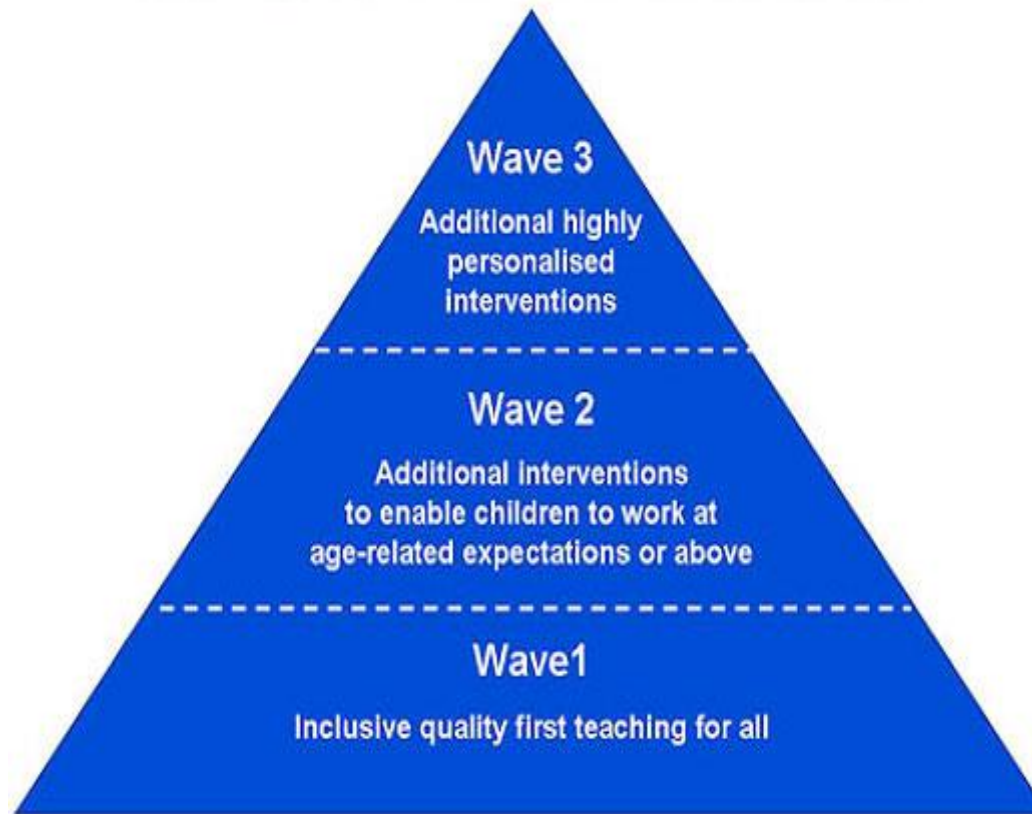 Wave 3
Additional highly
personalised
interventions
Wave 2
Additional interventions
to enable children to work at
age-related expectations or above
Wave1
Inclusive quality first teaching for all